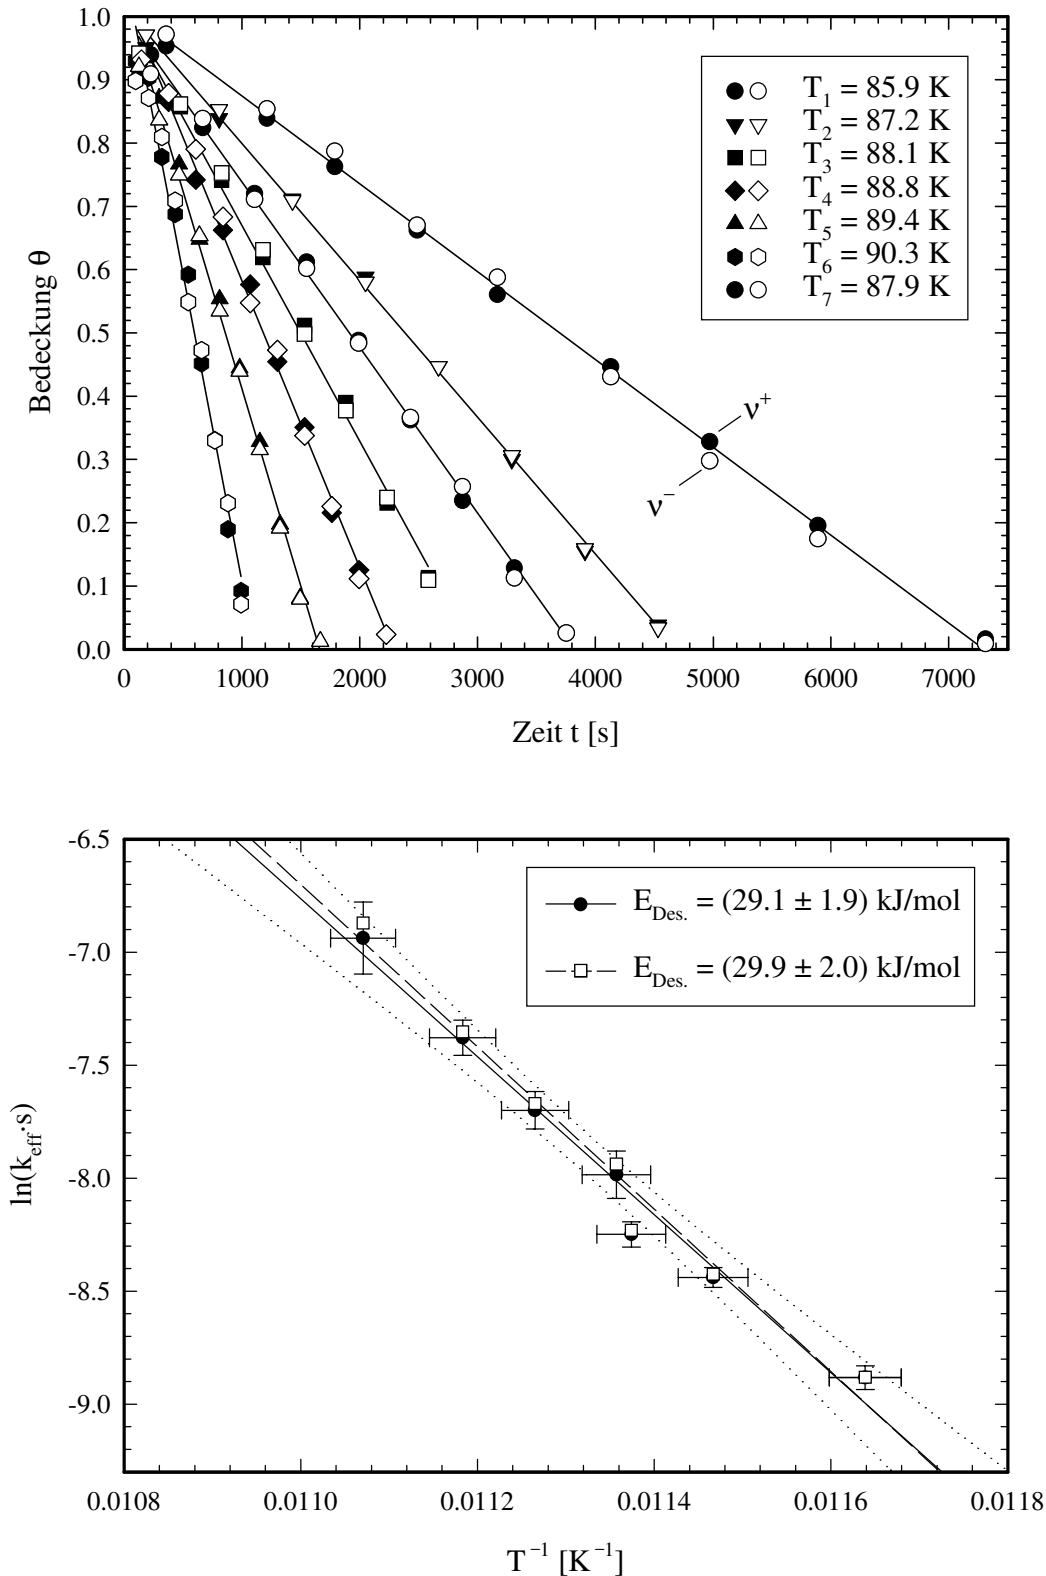 1.0
0.9
0.8
0.7
0.6
0.5
0.4
0.3
0.2
0.1
0.0
Bedeckung θ
T₁ = 85.9 K
T₂ = 87.2 K
T₃ = 88.1 K
T₄ = 88.8 K
T₅ = 89.4 K
T₆ = 90.3 K
T₇ = 87.9 K
ν⁺
ν⁻
0 1000 2000 3000 4000 5000 6000 7000
Zeit t [s]
-6.5
-7.0
-7.5
-8.0
-8.5
-9.0
ln(k_eff·s)
E_Des. = (29.1 ± 1.9) kJ/mol
E_Des. = (29.9 ± 2.0) kJ/mol
0.0108 0.0110 0.0112 0.0114 0.0116 0.0118
T⁻¹ [K⁻¹]